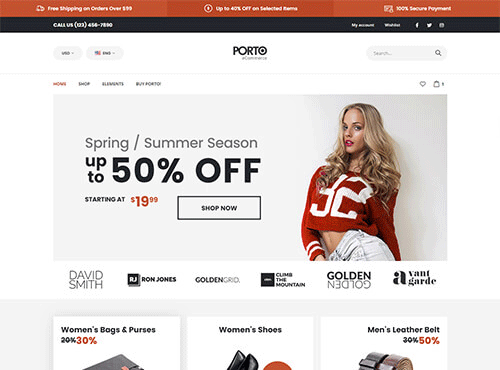 Free Shipping on Orders Over $99
Up to 40% OFF on Selected Items
100% Secure Payment
CALL US (123) 456-7890
My account
Wishlist
USD
ENG
PORTO
eCommerce
Search...
HOME
SHOP
ELEMENTS
BUY PORTO!
Spring / Summer Season
up to 50% OFF
STARTING AT $1999
SHOP NOW
DAVID
SMITH
RJ RON JONES
GOLDENGRID.
CLIMB
THE
MOUNTAIN
GOLDEN
GOLDEN
a vant
garde
Women's Bags & Purses
20% 30%
Women's Shoes
Men's Leather Belt
30% 50%